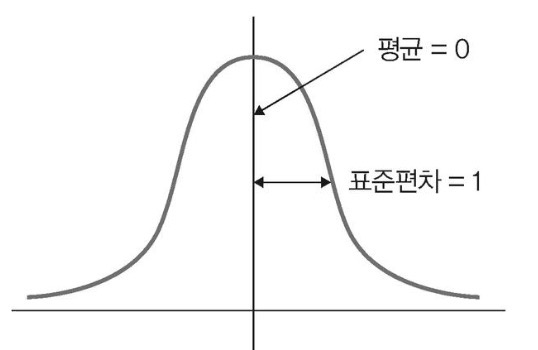 평균 = 0
표준편차 = 1